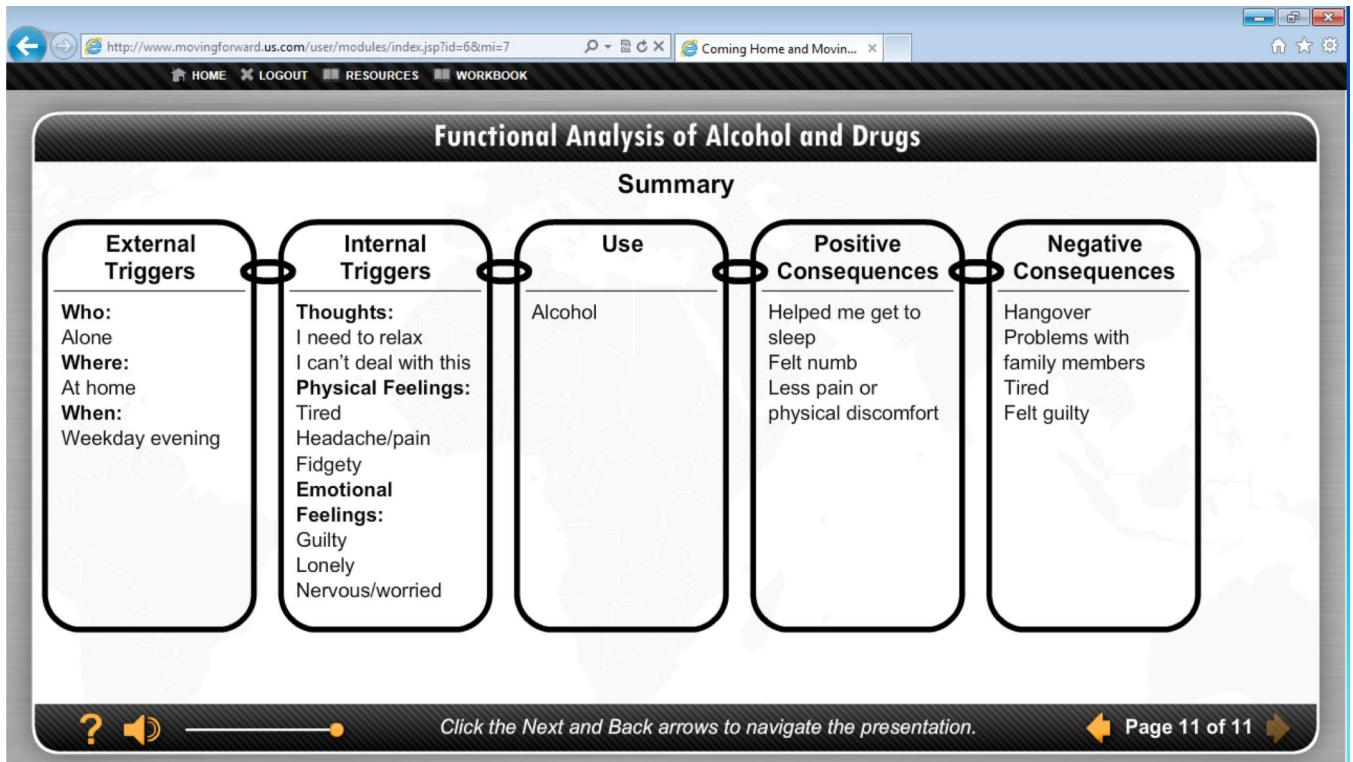 http://www.movingforward.us.com/user/modules/index.jsp?id=6&mi=7
Coming Home and Movin...
HOME LOGOUT RESOURCES WORKBOOK
Functional Analysis of Alcohol and Drugs
Summary
External
Triggers
Who:
Alone
Where:
At home
When:
Weekday evening
Internal
Triggers
Thoughts:
I need to relax
I can't deal with this
Physical Feelings:
Tired
Headache/pain
Fidgety
Emotional
Feelings:
Guilty
Lonely
Nervous/worried
Use
Alcohol
Positive
Consequences
Helped me get to
sleep
Felt numb
Less pain or
physical discomfort
Negative
Consequences
Hangover
Problems with
family members
Tired
Felt guilty
?
Click the Next and Back arrows to navigate the presentation.
Page 11 of 11